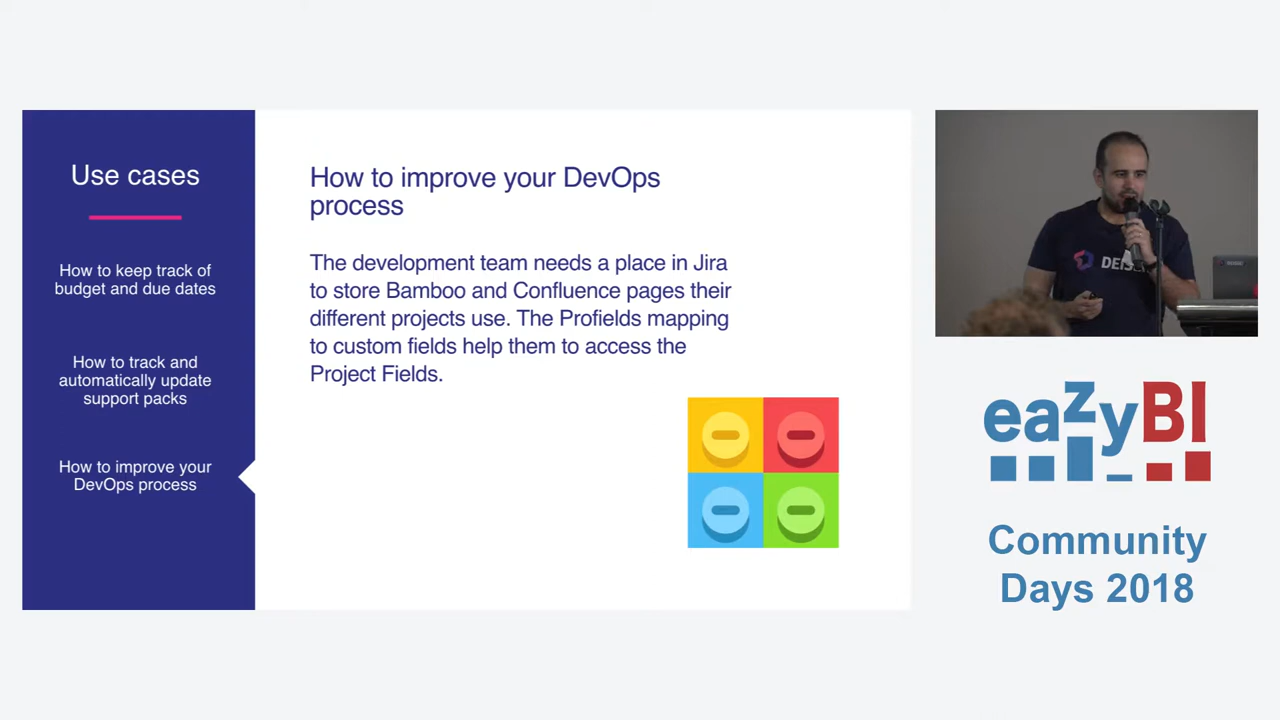 Use cases
How to keep track of
budget and due dates
How to track and
automatically update
support packs
How to improve your
DevOps process
How to improve your DevOps
process
The development team needs a place in Jira
to store Bamboo and Confluence pages their
different projects use. The Profields mapping
to custom fields help them to access the
Project Fields.
eazyBI
Community
Days 2018